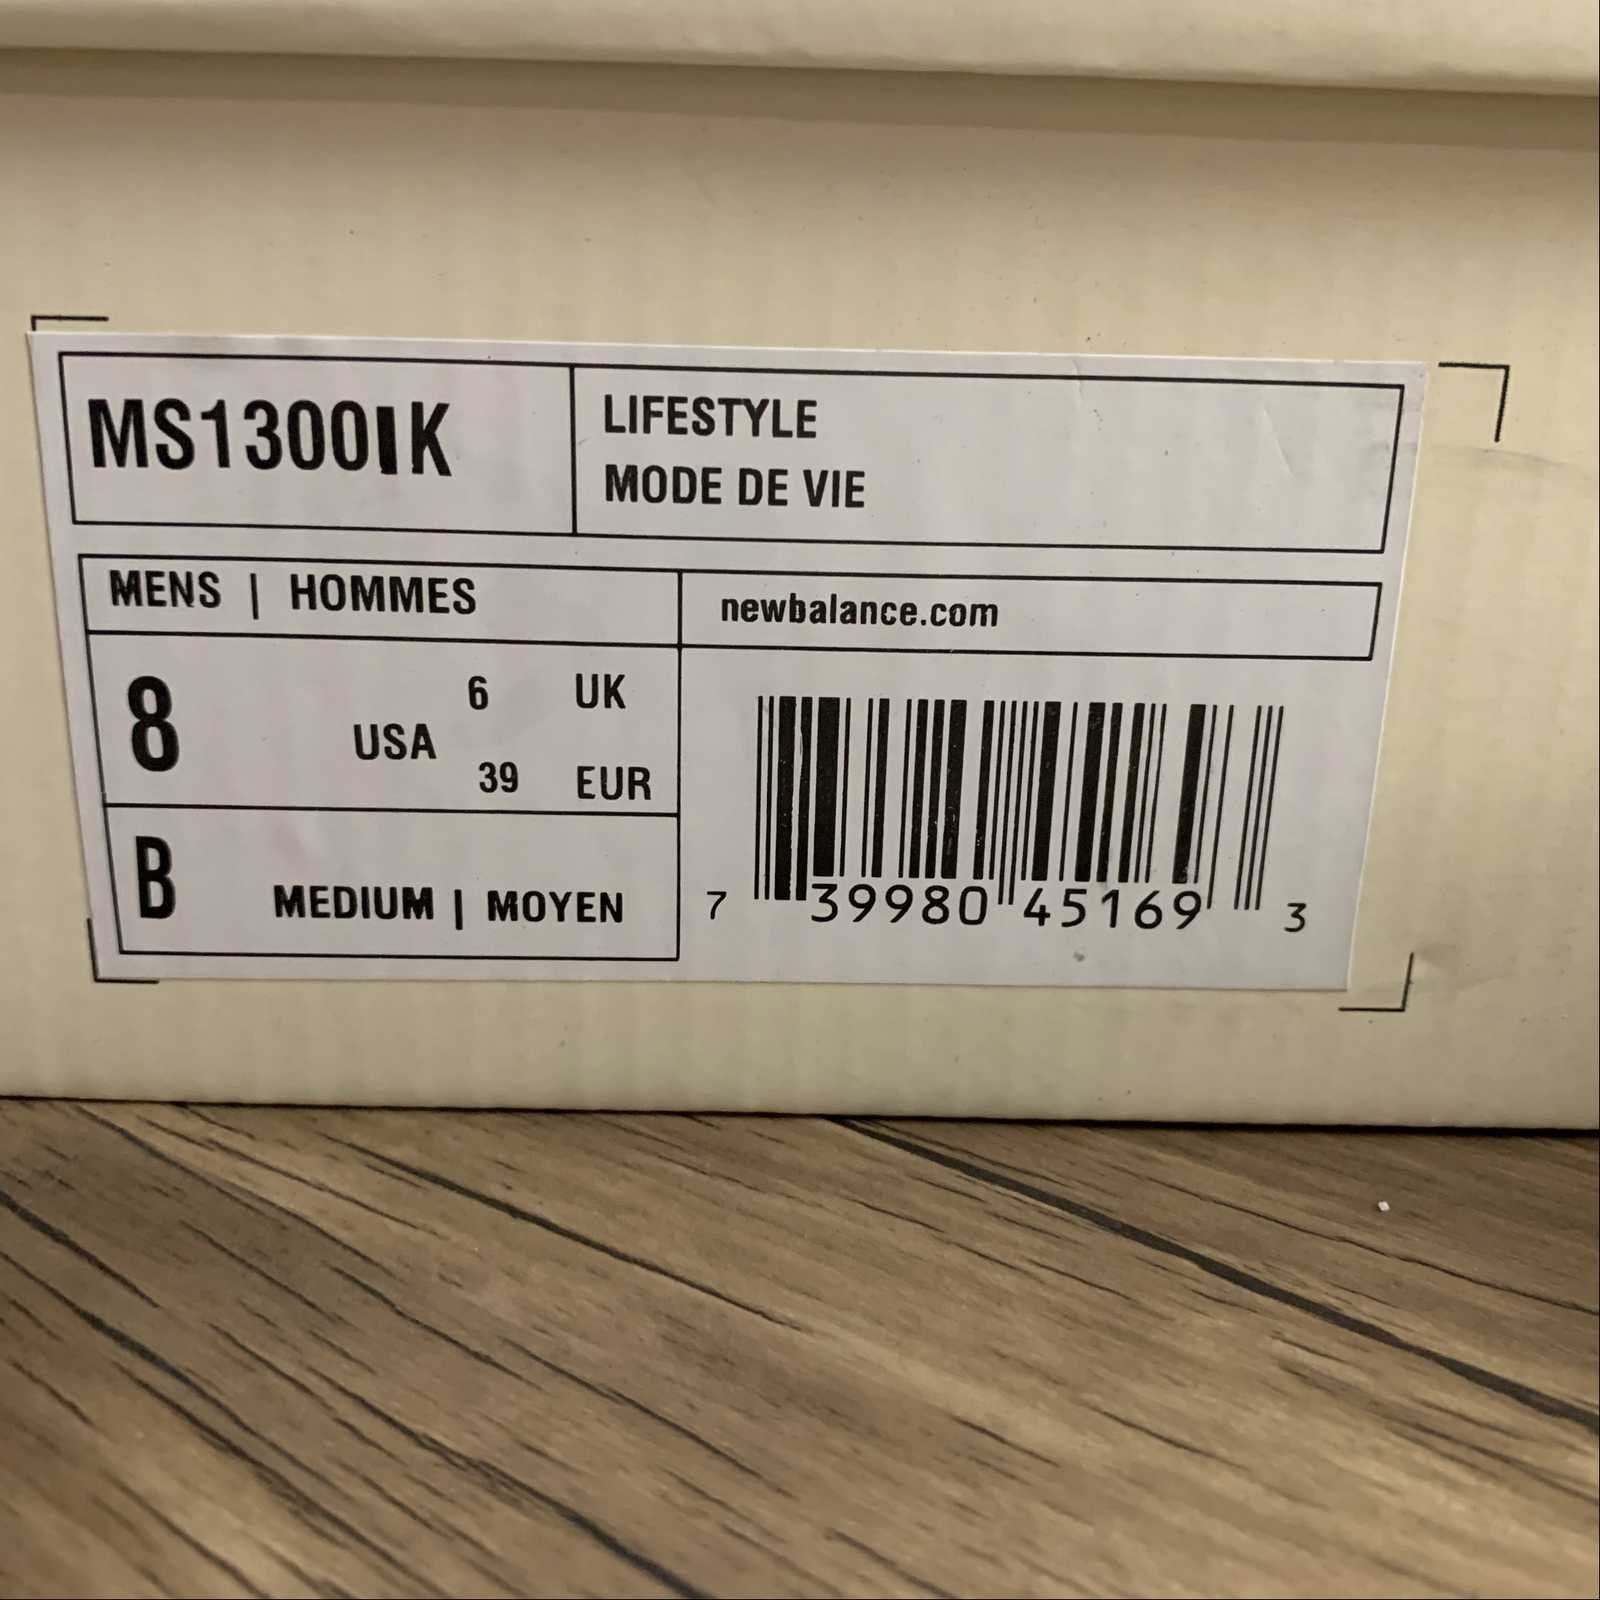 MS1300IK
LIFESTYLE
MODE DE VIE
MENS | HOMMES
newbalance.com
8 USA
6 UK
39 EUR
B MEDIUM | MOYEN
7 39980 45169 3